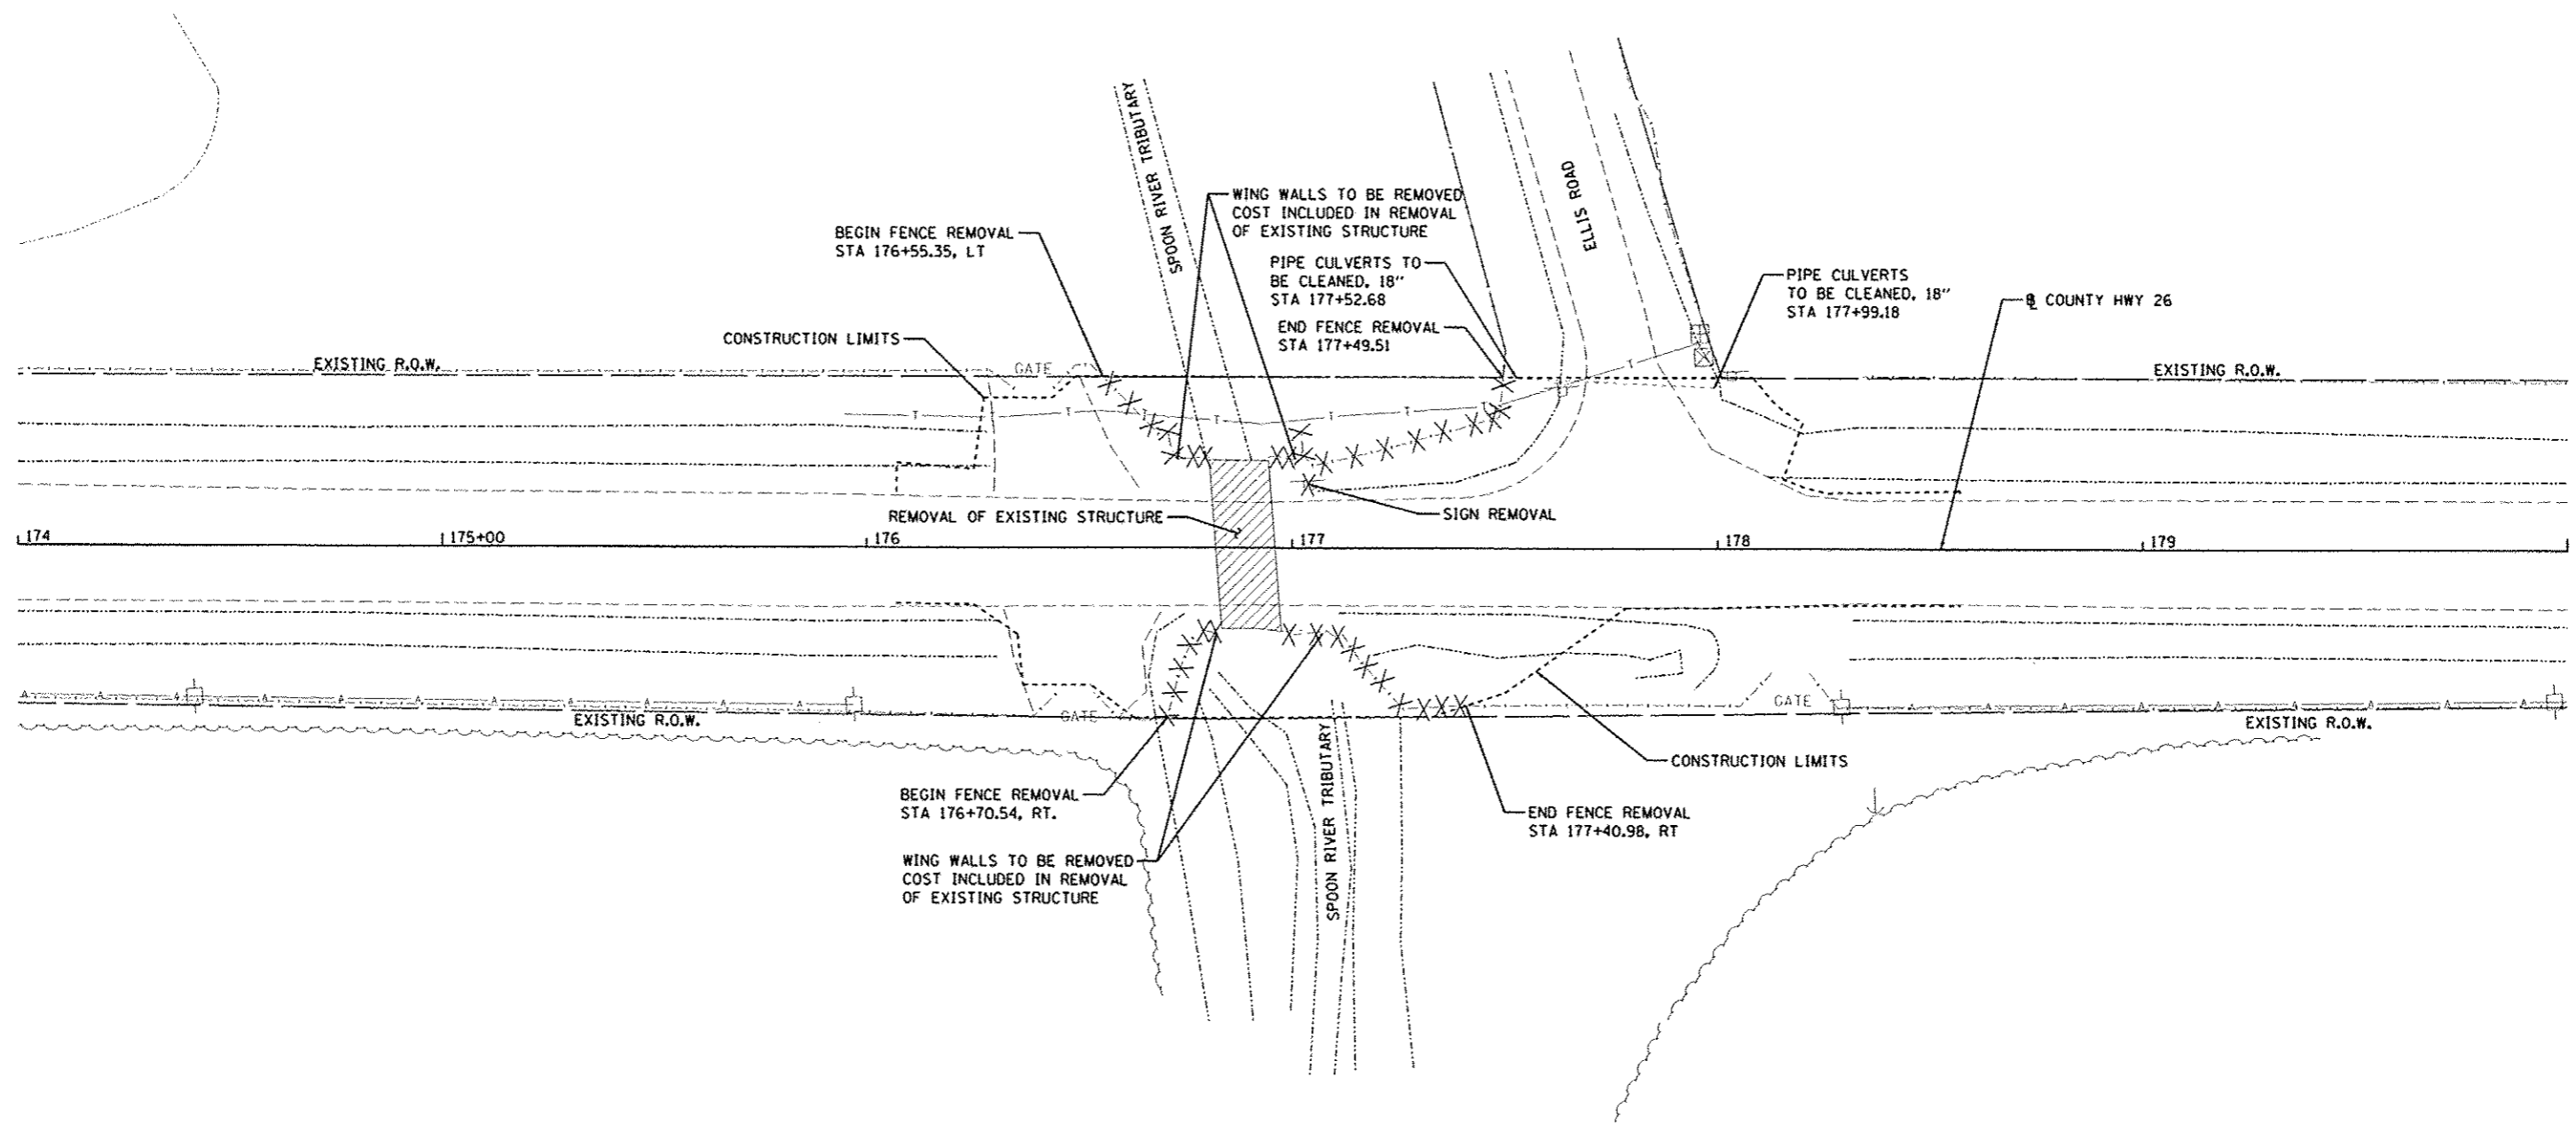 SPOON RIVER TRIBUTARY
ELLIS ROAD
WING WALLS TO BE REMOVED
COST INCLUDED IN REMOVAL
OF EXISTING STRUCTURE
BEGIN FENCE REMOVAL
STA 176+55.35, LT
PIPE CULVERTS TO
BE CLEANED, 18"
STA 177+52.68
END FENCE REMOVAL
STA 177+49.51
PIPE CULVERTS
TO BE CLEANED, 18"
STA 177+99.18
℄ COUNTY HWY 26
CONSTRUCTION LIMITS
EXISTING R.O.W.
GATE
EXISTING R.O.W.
T T T T T T T T
REMOVAL OF EXISTING STRUCTURE
SIGN REMOVAL
174 175+00 176 177 178 179
EXISTING R.O.W.
GATE
GATE
EXISTING R.O.W.
SPOON RIVER TRIBUTARY
CONSTRUCTION LIMITS
BEGIN FENCE REMOVAL
STA 176+70.54, RT.
END FENCE REMOVAL
STA 177+40.98, RT
WING WALLS TO BE REMOVED
COST INCLUDED IN REMOVAL
OF EXISTING STRUCTURE